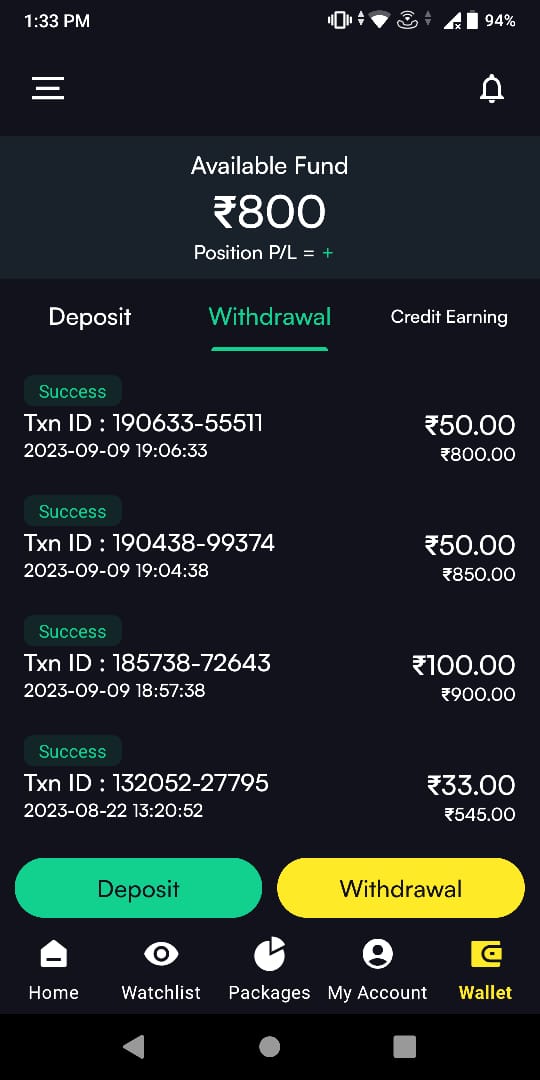 1:33 PM 94%
Available Fund
₹800
Position P/L = +
Deposit Withdrawal Credit Earning
Success
Txn ID : 190633-55511 ₹50.00
2023-09-09 19:06:33 ₹800.00
Success
Txn ID : 190438-99374 ₹50.00
2023-09-09 19:04:38 ₹850.00
Success
Txn ID : 185738-72643 ₹100.00
2023-09-09 18:57:38 ₹900.00
Success
Txn ID : 132052-27795 ₹33.00
2023-08-22 13:20:52 ₹545.00
Deposit Withdrawal
Home Watchlist Packages My Account Wallet